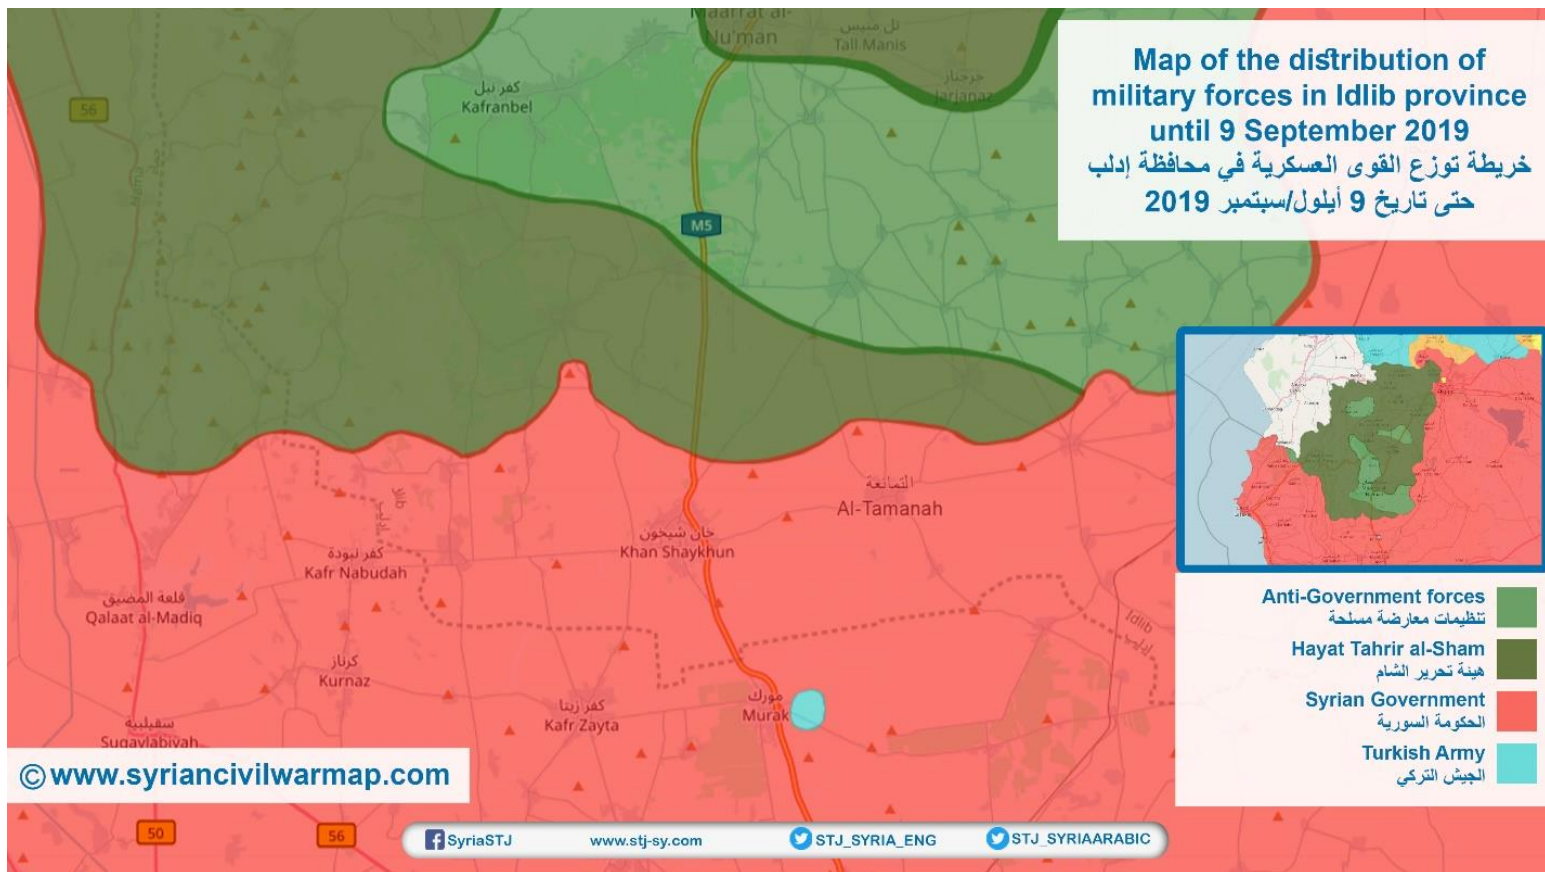 Maarrat al-
Nu'man
تل منيس
Tall Manis
جرجناز
Jarjanaz
Map of the distribution of
military forces in Idlib province
until 9 September 2019
خريطة توزع القوى العسكرية في محافظة إدلب
حتى تاريخ 9 أيلول/سبتمبر 2019
56
كفر نبل
Kafranbel
M5
التمانعة
Al-Tamanah
خان شيخون
Khan Shaykhun
كفر نبودة
Kafr Nabudah
قلعة المضيق
Qalaat al-Madiq
كرناز
Kurnaz
كفر زيتا
Kafr Zayta
مورك
Murak
Idlib
إدلب
سقيلبية
Suqaylabiyah
Anti-Government forces
تنظيمات معارضة مسلحة
Hayat Tahrir al-Sham
هيئة تحرير الشام
Syrian Government
الحكومة السورية
Turkish Army
الجيش التركي
© www.syriancivilwarmap.com
50
56
SyriaSTJ
www.stj-sy.com
STJ_SYRIA_ENG
STJ_SYRIAARABIC